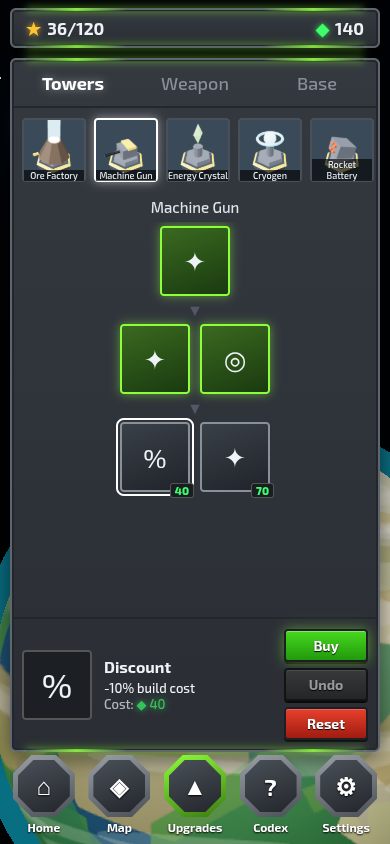 36/120
140
Towers Weapon Base
Ore Factory Machine Gun Energy Crystal Cryogen Rocket Battery
Machine Gun
%
40 70
Discount
-10% build cost
Cost: 40
%
Buy
Undo
Reset
?
Home Map Upgrades Codex Settings